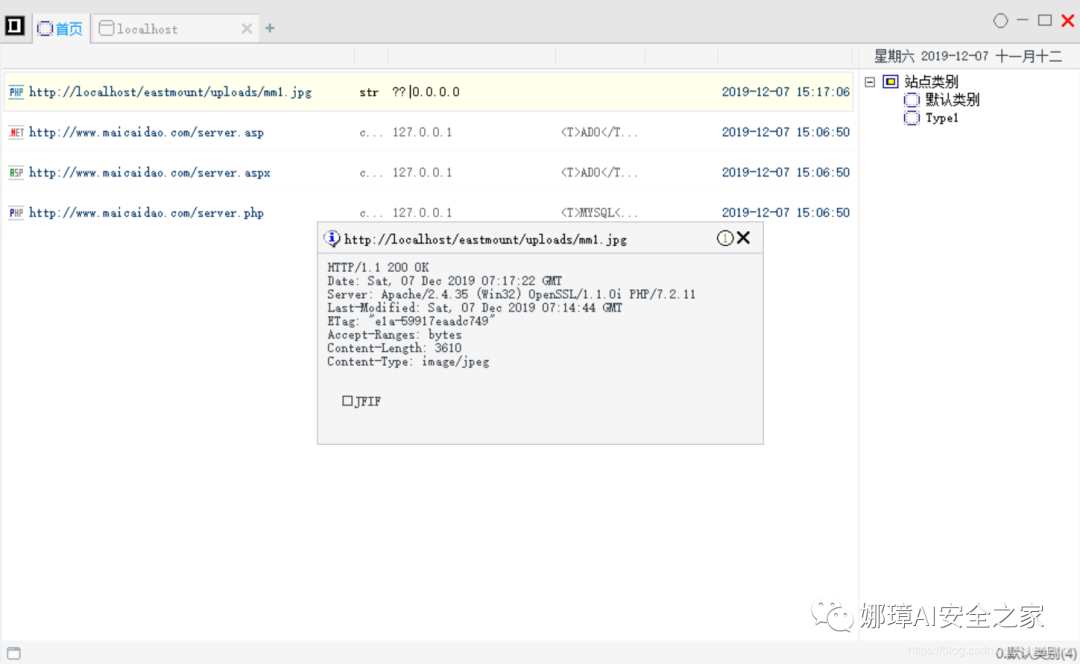 首页 localhost
星期六 2019-12-07 十一月十二
PHP http://localhost/eastmount/uploads/mm1.jpg str ??|0.0.0.0 2019-12-07 15:17:06
.NET http://www.maicaidao.com/server.asp c... 127.0.0.1 <T>ADO</T... 2019-12-07 15:06:50
ASP http://www.maicaidao.com/server.aspx c... 127.0.0.1 <T>ADO</T... 2019-12-07 15:06:50
PHP http://www.maicaidao.com/server.php c... 127.0.0.1 <T>MYSQL<... 2019-12-07 15:06:50
站点类别
默认类别
Type1
http://localhost/eastmount/uploads/mm1.jpg
HTTP/1.1 200 OK
Date: Sat, 07 Dec 2019 07:17:22 GMT
Server: Apache/2.4.35 (Win32) OpenSSL/1.1.0i PHP/7.2.11
Last-Modified: Sat, 07 Dec 2019 07:14:44 GMT
ETag: "e1a-59917eaadc749"
Accept-Ranges: bytes
Content-Length: 3610
Content-Type: image/jpeg
JFIF
娜璋AI安全之家
0.默认类别(4)